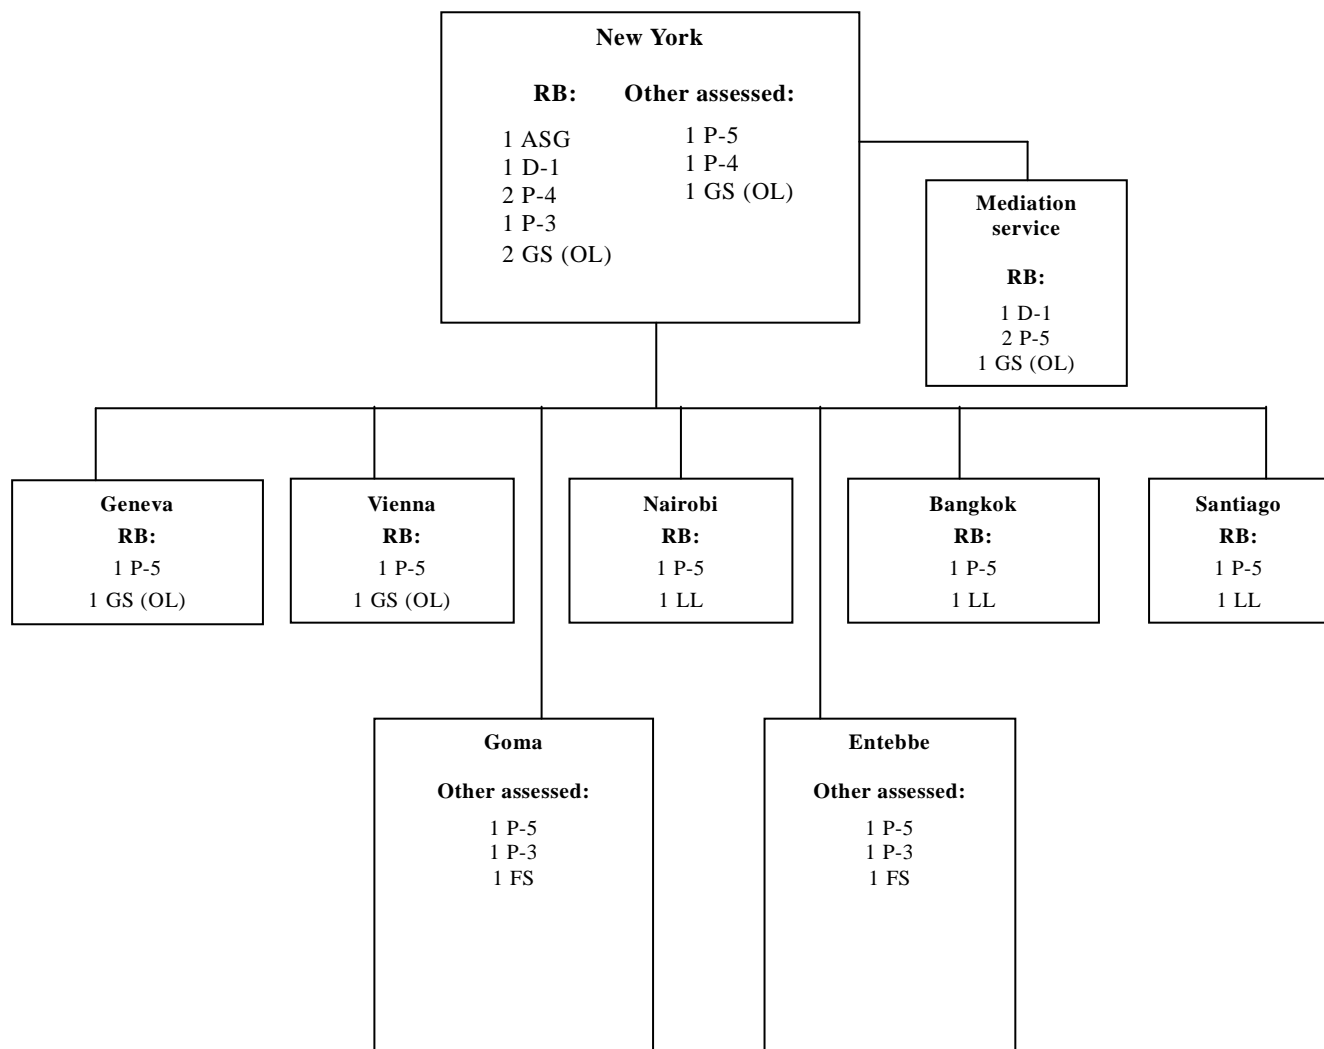 New York
RB:
1 ASG
1 D-1
2 P-4
1 P-3
2 GS (OL)
Other assessed:
1 P-5
1 P-4
1 GS (OL)
Mediation
service
RB:
1 D-1
2 P-5
1 GS (OL)
Geneva
RB:
1 P-5
1 GS (OL)
Vienna
RB:
1 P-5
1 GS (OL)
Nairobi
RB:
1 P-5
1 LL
Bangkok
RB:
1 P-5
1 LL
Santiago
RB:
1 P-5
1 LL
Goma
Other assessed:
1 P-5
1 P-3
1 FS
Entebbe
Other assessed:
1 P-5
1 P-3
1 FS